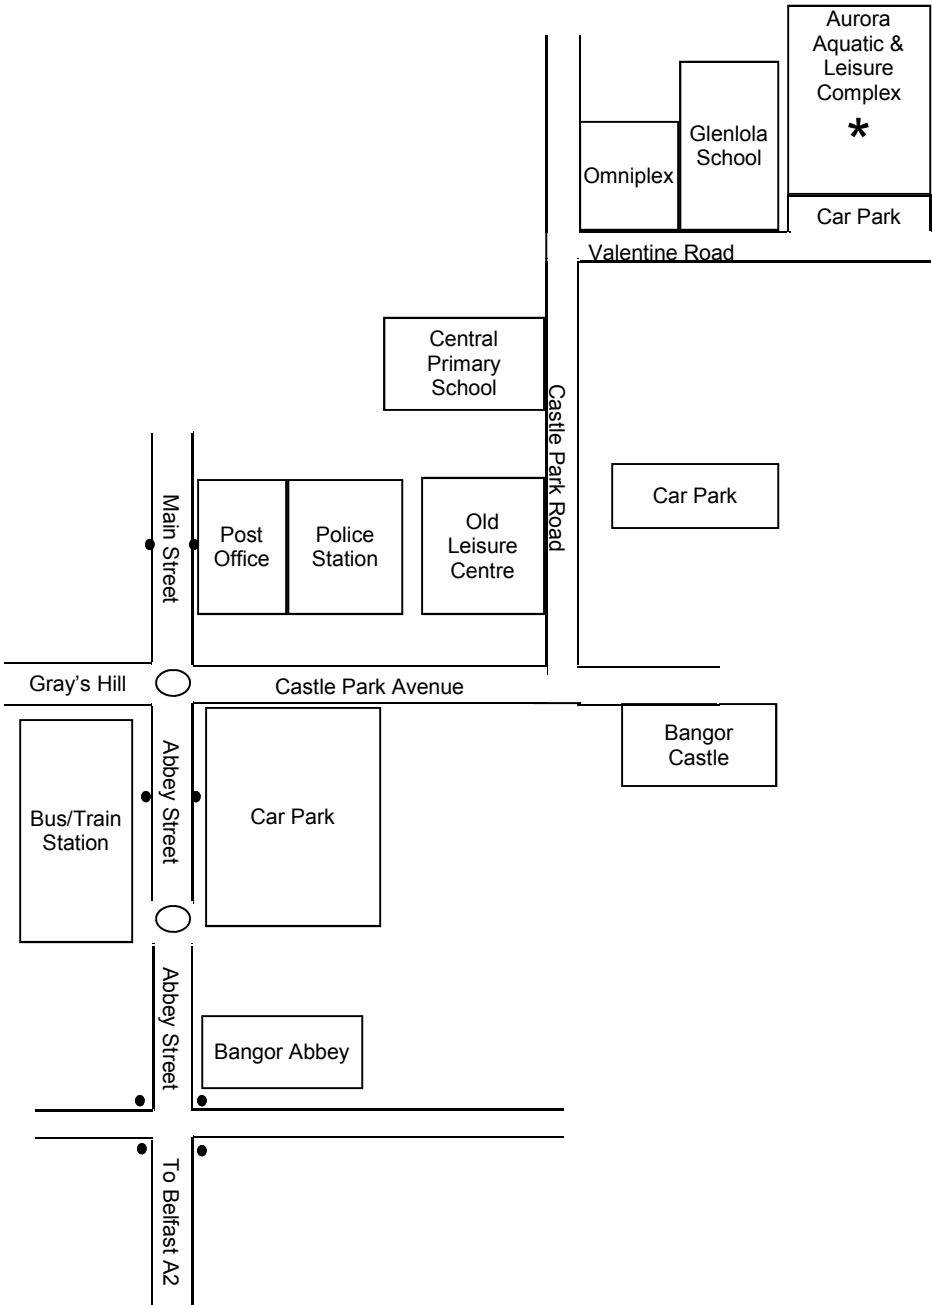 Aurora
Aquatic &
Leisure
Complex
*
Glenlola
School
Omniplex
Car Park
Valentine Road
Central
Primary
School
Castle Park Road
Car Park
Main Street
Post
Office
Police
Station
Old
Leisure
Centre
Gray's Hill
Castle Park Avenue
Bangor
Castle
Abbey Street
Bus/Train
Station
Car Park
Abbey Street
Bangor Abbey
To Belfast A2